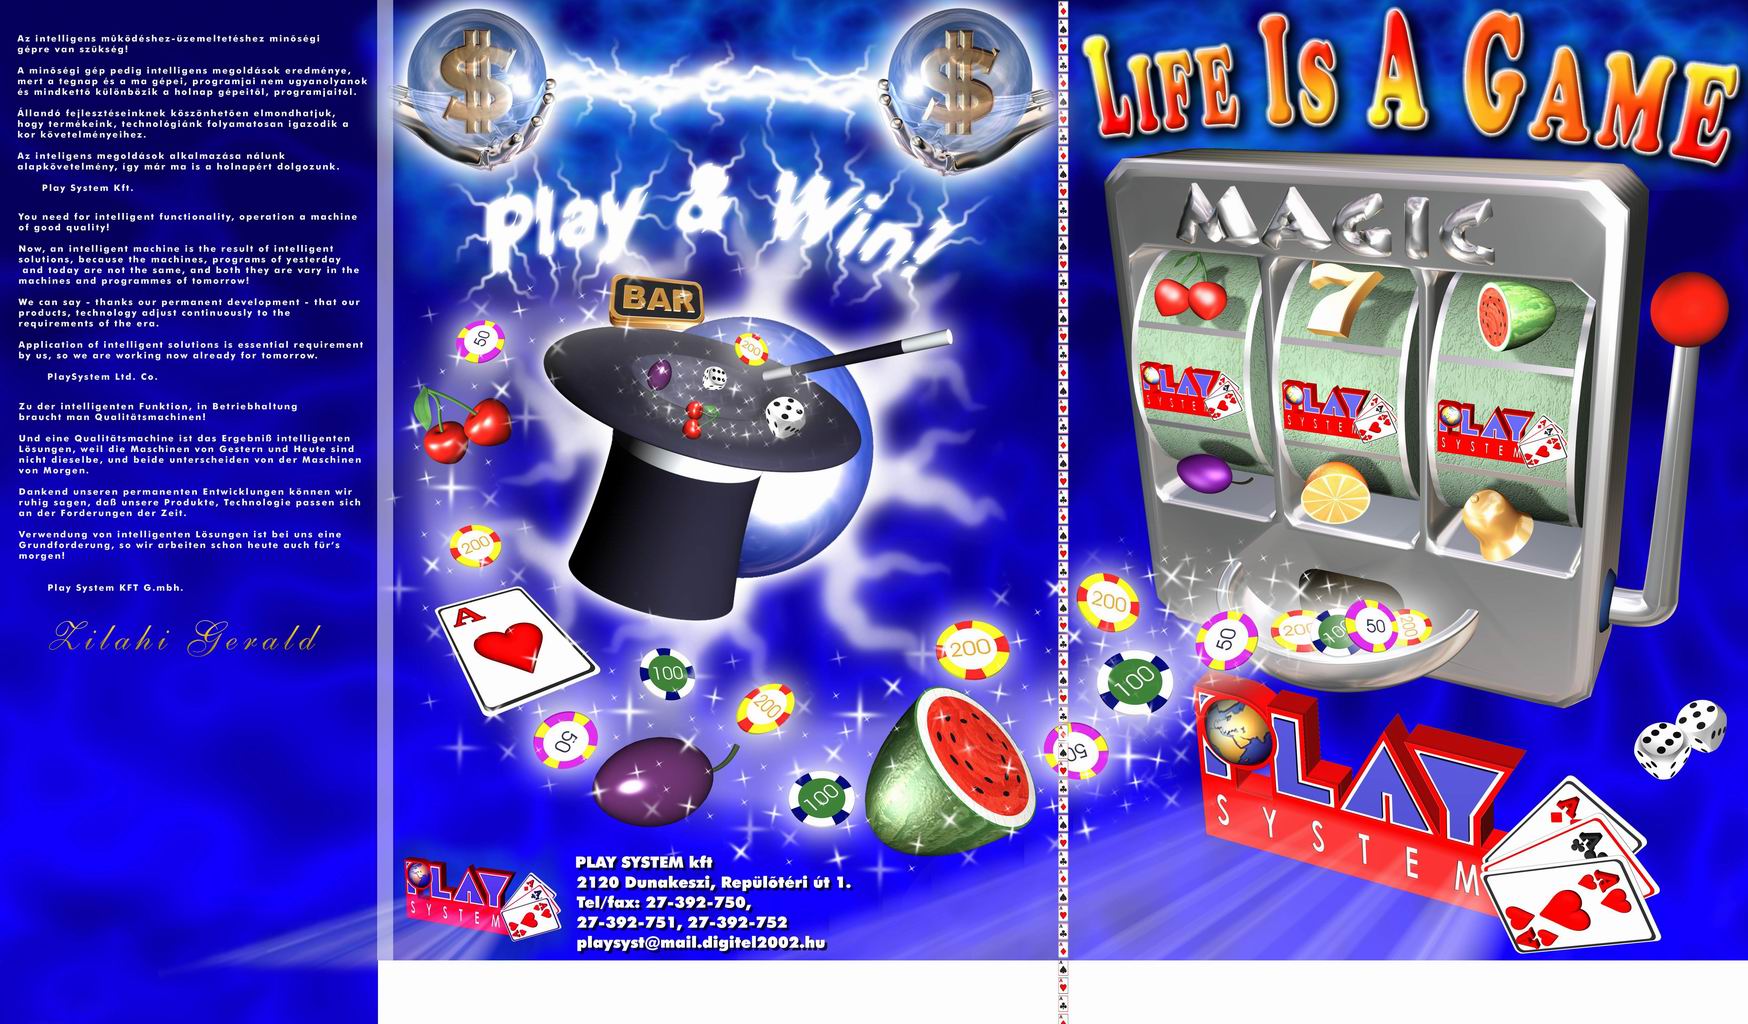 Az intelligens mûködéshez-üzemeltetéshez minõségi
gépre van szükség!
A minõségi gép pedig intelligens megoldások eredménye,
mert a tegnap és a ma gépei, programjai nem ugyanolyanok
és mindkettõ különbözik a holnap gépeitõl, programjaitól.
Állandó fejlesztéseinknek köszönhetõen elmondhatjuk,
hogy termékeink, technológiánk folyamatosan igazodik a
kor követelményeihez.
Az inteligens megoldások alkalmazása nálunk
alapkövetelmény, így már ma is a holnapért dolgozunk.
Play System Kft.
You need for intelligent functionality, operation a machine
of good quality!
Now, an intelligent machine is the result of intelligent
solutions, because the machines, programs of yesterday
and today are not the same, and both they are vary in the
machines and programmes of tomorrow!
We can say - thanks our permanent development - that our
products, technology adjust continuously to the
requirements of the era.
Application of intelligent solutions is essential requirement
by us, so we are working now already for tomorrow.
PlaySystem Ltd. Co.
Zu der intelligenten Funktion, in Betriebhaltung
braucht man Qualitätsmachinen!
Und eine Qualitätsmachine ist das Ergebniß intelligenten
Lösungen, weil die Maschinen von Gestern und Heute sind
nicht dieselbe, und beide unterscheiden von der Maschinen
von Morgen.
Dankend unseren permanenten Entwicklungen können wir
ruhig sagen, daß unsere Produkte, Technologie passen sich
an der Forderungen der Zeit.
Verwendung von intelligenten Lösungen ist bei uns eine
Grundforderung, so wir arbeiten schon heute auch für's
morgen!
Play System KFT G.mbh.
Zilahi Gerald
$
$
Play & Win!
BAR
50
200
200
A
100
200
200
50
100
PLAY
SYSTEM
PLAY SYSTEM kft
2120 Dunakeszi, Repülõtéri út 1.
Tel/fax: 27-392-750,
27-392-751, 27-392-752
playsyst@mail.digitel2002.hu
LIFE IS A GAME
MAGIC
7
PLAY
SYSTEM
PLAY
SYSTEM
PLAY
SYSTEM
200
50
200
100
50
200
100
50
PLAY
SYSTEM
A
A